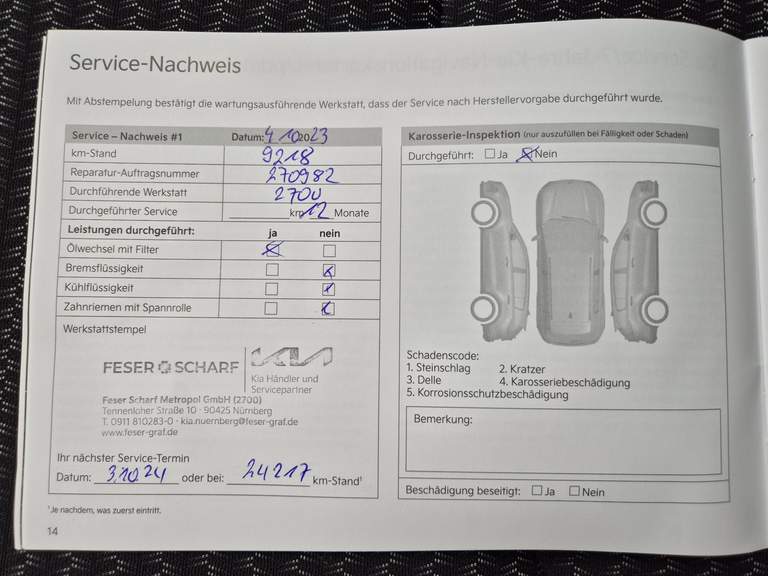 Service-Nachweis
Mit Abstempelung bestätigt die wartungsausführende Werkstatt, dass der Service nach Herstellervorgabe durchgeführt wurde.
Service – Nachweis #1 Datum: 4.10.2023
km-Stand 9218
Reparatur-Auftragsnummer 270982
Durchführende Werkstatt 2700
Durchgeführter Service ________ km/12 Monate
Leistungen durchgeführt: ja nein
Ölwechsel mit Filter
Bremsflüssigkeit
Kühlflüssigkeit
Zahnriemen mit Spannrolle
Werkstattstempel
FESER SCHARF KIA
Kia Händler und
Servicepartner
Feser Scharf Metropol GmbH (2700)
Tennenloher Straße 10 · 90425 Nürnberg
T. 0911 810283-0 · kia.nuernberg@feser-graf.de
www.feser-graf.de
Ihr nächster Service-Termin
Datum: 3.10.24 oder bei: 24217 km-Stand¹
¹Je nachdem, was zuerst eintritt.
14
Karosserie-Inspektion (nur auszufüllen bei Fälligkeit oder Schaden)
Durchgeführt: Ja Nein
Schadenscode:
1. Steinschlag 2. Kratzer
3. Delle 4. Karosseriebeschädigung
5. Korrosionsschutzbeschädigung
Bemerkung:
Beschädigung beseitigt: Ja Nein